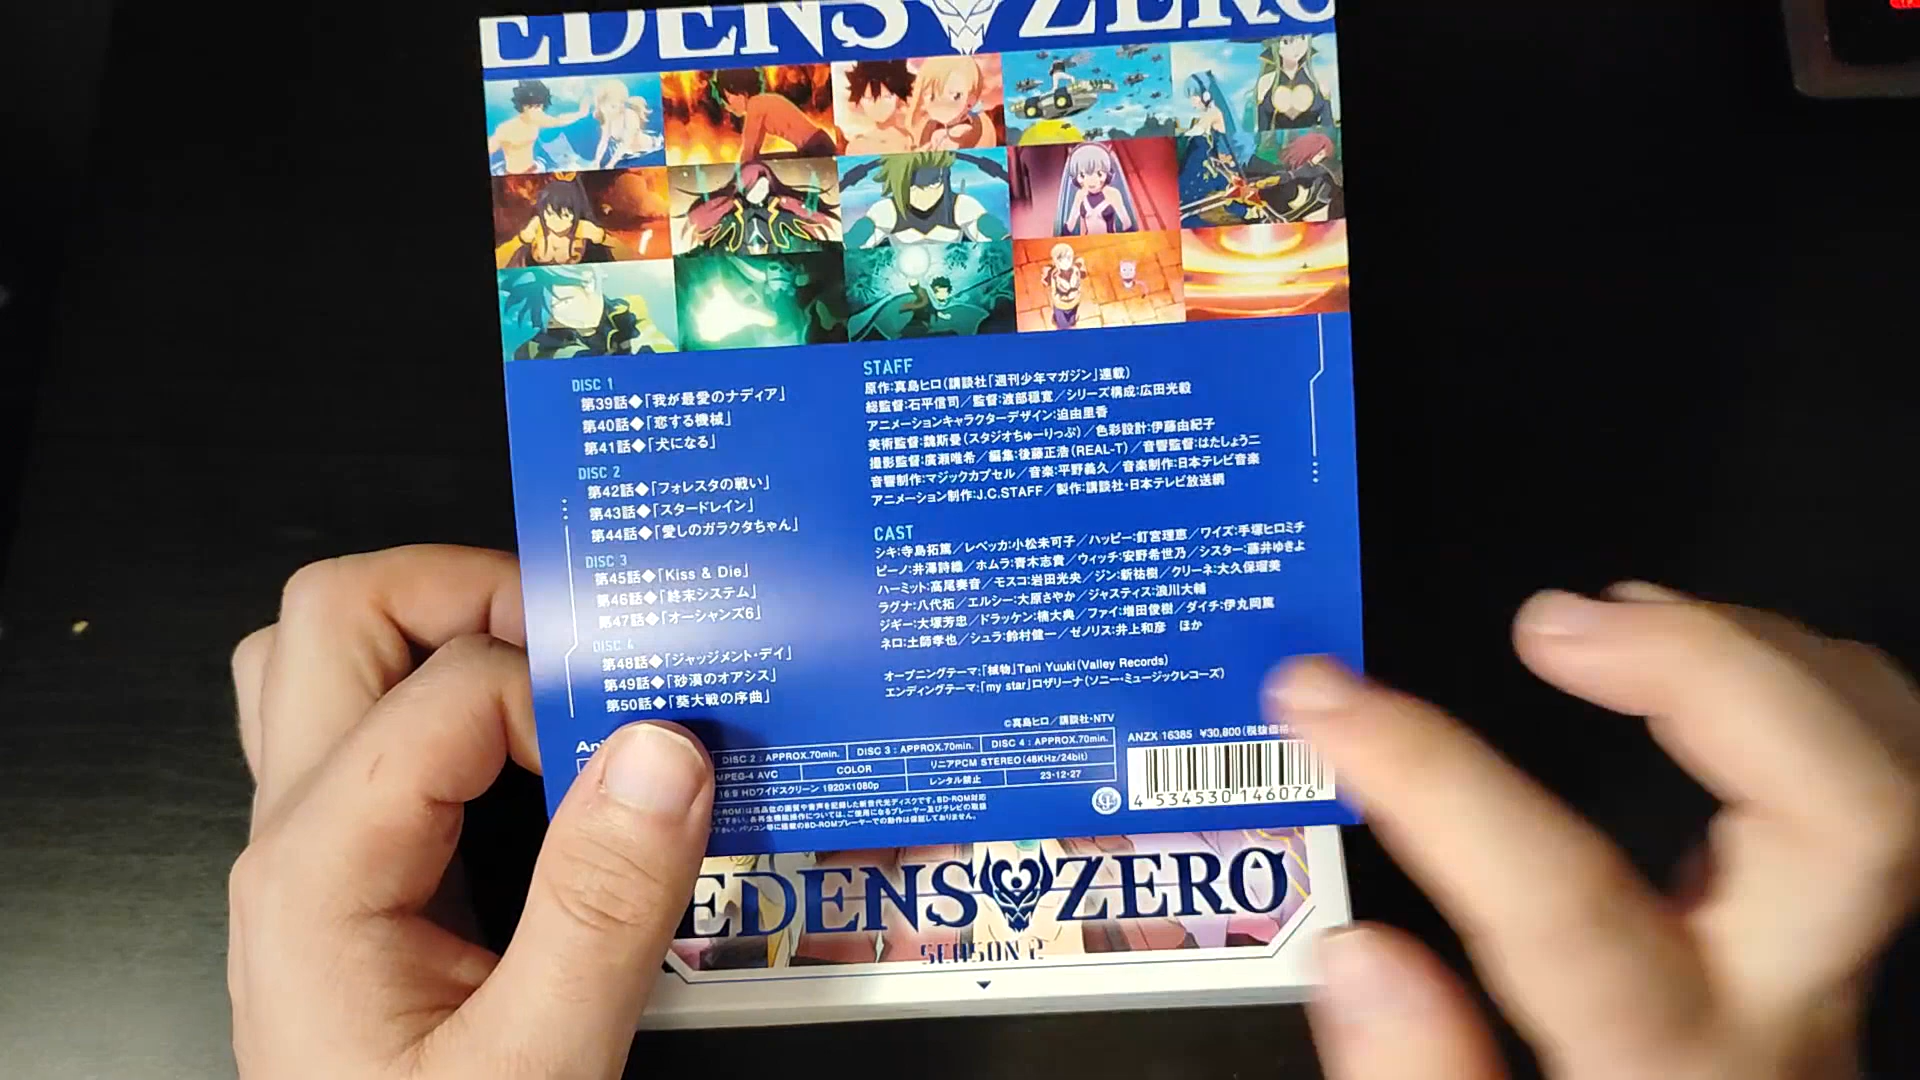 EDENS ZERO
DISC 1
第39話◆「我が最愛のナディア」
第40話◆「恋する機械」
第41話◆「犬になる」
DISC 2
第42話◆「フォレスタの戦い」
第43話◆「スタードレイン」
第44話◆「愛しのガラクタちゃん」
DISC 3
第45話◆「Kiss & Die」
第46話◆「終末システム」
第47話◆「オーシャンズ6」
DISC 4
第48話◆「ジャッジメント・デイ」
第49話◆「砂漠のオアシス」
第50話◆「葵大戦の序曲」
STAFF
原作:真島ヒロ(講談社「週刊少年マガジン」連載)
総監督:石平信司/監督:渡部穏寛/シリーズ構成:広田光毅
アニメーションキャラクターデザイン:迫由里香
美術監督:魏斯曼(スタジオちゅーりっぷ)/色彩設計:伊藤由紀子
撮影監督:廣瀬唯希/編集:後藤正浩(REAL-T)/音響監督:はたしょう二
音響制作:マジックカプセル/音楽:平野義久/音楽制作:日本テレビ音楽
アニメーション制作:J.C.STAFF/製作:講談社・日本テレビ放送網
CAST
シキ:寺島拓篤/レベッカ:小松未可子/ハッピー:釘宮理恵/ワイズ:手塚ヒロミチ
ピーノ:井澤詩織/ホムラ:青木志貴/ウィッチ:安野希世乃/シスター:藤井ゆきよ
ハーミット:高尾奏音/モスコ:岩田光央/ジン:新祐樹/クリーネ:大久保瑠美
ラグナ:八代拓/エルシー:大原さやか/ジャスティス:浪川大輔
ジギー:大塚芳忠/ドラッケン:楠大典/ファイ:増田俊樹/ダイチ:伊丸岡篤
ネロ:土師孝也/シュラ:鈴村健一/ゼノリス:井上和彦 ほか
オープニングテーマ:「械物」Tani Yuuki(Valley Records)
エンディングテーマ:「my star」ロザリーナ(ソニー・ミュージックレコーズ)
©真島ヒロ/講談社・NTV
ANZX 16385 ¥30,800(税抜価格
Ani
DISC 2 : APPROX.70min. DISC 3 : APPROX.70min. DISC 4 : APPROX.70min.
MPEG-4 AVC COLOR リニアPCM STEREO(48KHz/24bit)
16:9 HDワイドスクリーン 1920×1080p レンタル禁止 23・12・27
4 534530 146076
EDENS ZERO
SEASON 2